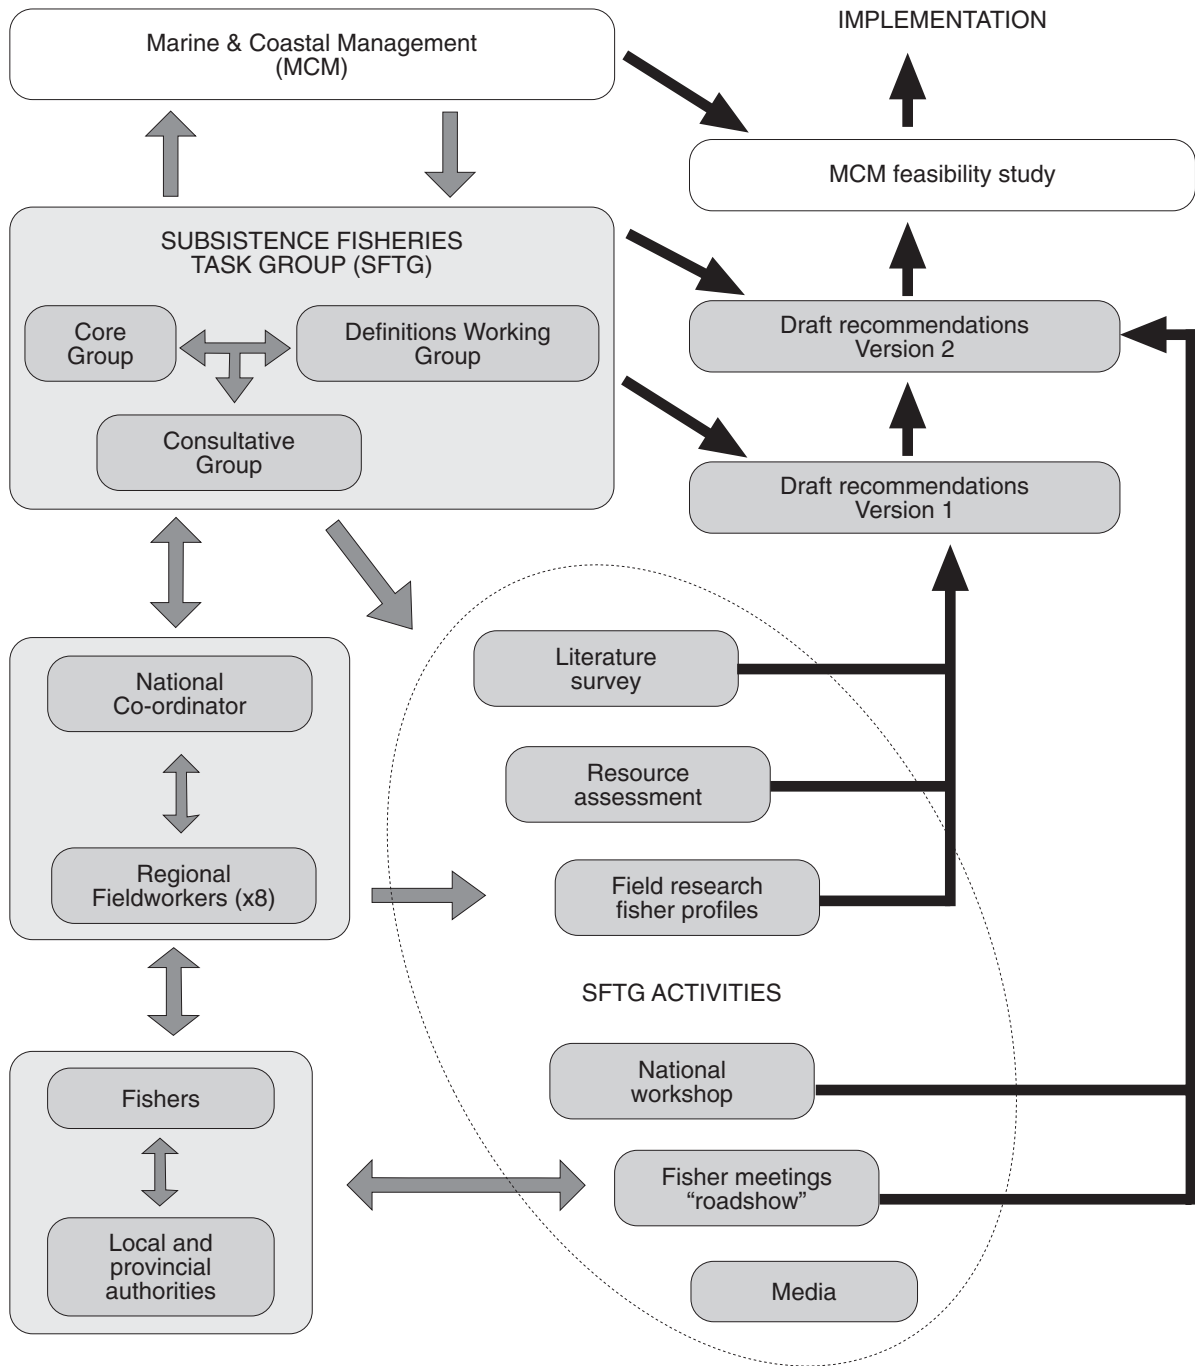 Marine & Coastal Management
(MCM)
IMPLEMENTATION
MCM feasibility study
SUBSISTENCE FISHERIES
TASK GROUP (SFTG)
Core
Group
Definitions Working
Group
Consultative
Group
Draft recommendations
Version 2
Draft recommendations
Version 1
National
Co-ordinator
Regional
Fieldworkers (x8)
Fishers
Local and
provincial
authorities
Literature
survey
Resource
assessment
Field research
fisher profiles
SFTG ACTIVITIES
National
workshop
Fisher meetings
“roadshow”
Media